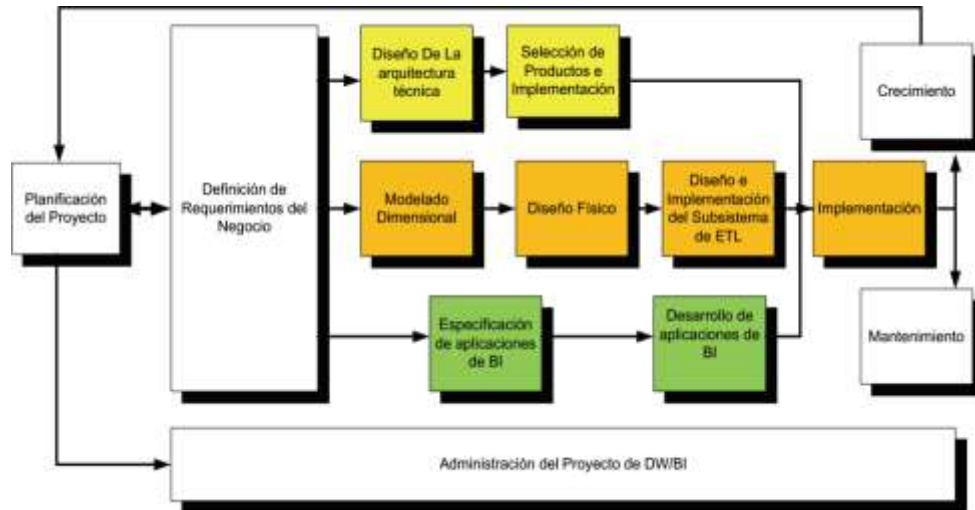 Diseño De La
arquitectura
técnica
Selección de
Productos e
Implementación
Crecimiento
Planificación
del Proyecto
Definición de
Requerimientos del
Negocio
Modelado
Dimensional
Diseño Físico
Diseño e
Implementación
del Subsistema
de ETL
Implementación
Especificación
de aplicaciones
de BI
Desarrollo de
aplicaciones de
BI
Mantenimiento
Administración del Proyecto de DW/BI